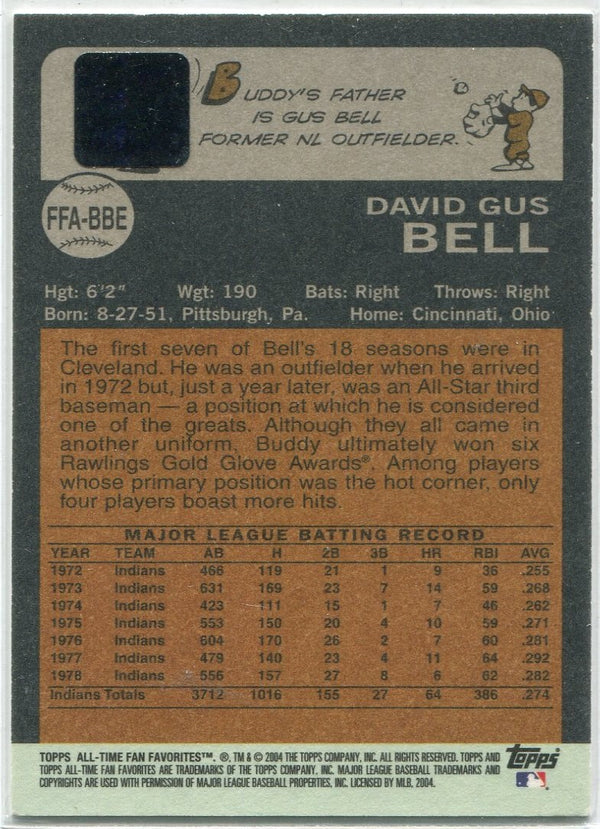 BUDDY'S FATHER
IS GUS BELL
FORMER NL OUTFIELDER.
FFA-BBE
DAVID GUS
BELL
Hgt: 6'2" Wgt: 190 Bats: Right Throws: Right
Born: 8-27-51, Pittsburgh, Pa. Home: Cincinnati, Ohio
The first seven of Bell's 18 seasons were in
Cleveland. He was an outfielder when he arrived
in 1972 but, just a year later, was an All-Star third
baseman — a position at which he is considered
one of the greats. Although they all came in
another uniform, Buddy ultimately won six
Rawlings Gold Glove Awards®. Among players
whose primary position was the hot corner, only
four players boast more hits.
MAJOR LEAGUE BATTING RECORD
YEAR TEAM AB H 2B 3B HR RBI AVG
1972 Indians 466 119 21 1 9 36 .255
1973 Indians 631 169 23 7 14 59 .268
1974 Indians 423 111 15 1 7 46 .262
1975 Indians 553 150 20 4 10 59 .271
1976 Indians 604 170 26 2 7 60 .281
1977 Indians 479 140 23 4 11 64 .292
1978 Indians 556 157 27 8 6 62 .282
Indians Totals 3712 1016 155 27 64 386 .274
TOPPS ALL-TIME FAN FAVORITES™. ®, TM & © 2004 THE TOPPS COMPANY, INC. ALL RIGHTS RESERVED. TOPPS AND
TOPPS ALL-TIME FAN FAVORITES ARE TRADEMARKS OF THE TOPPS COMPANY, INC. MAJOR LEAGUE BASEBALL TRADEMARKS AND
COPYRIGHTS ARE USED WITH PERMISSION OF MAJOR LEAGUE BASEBALL PROPERTIES, INC. LICENSED BY MLB, 2004.
Topps